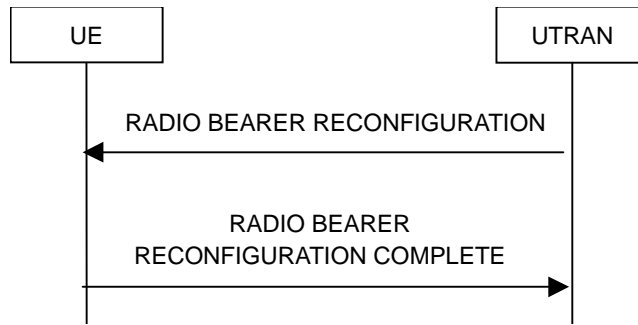 UE
UTRAN
RADIO BEARER RECONFIGURATION
RADIO BEARER
RECONFIGURATION COMPLETE